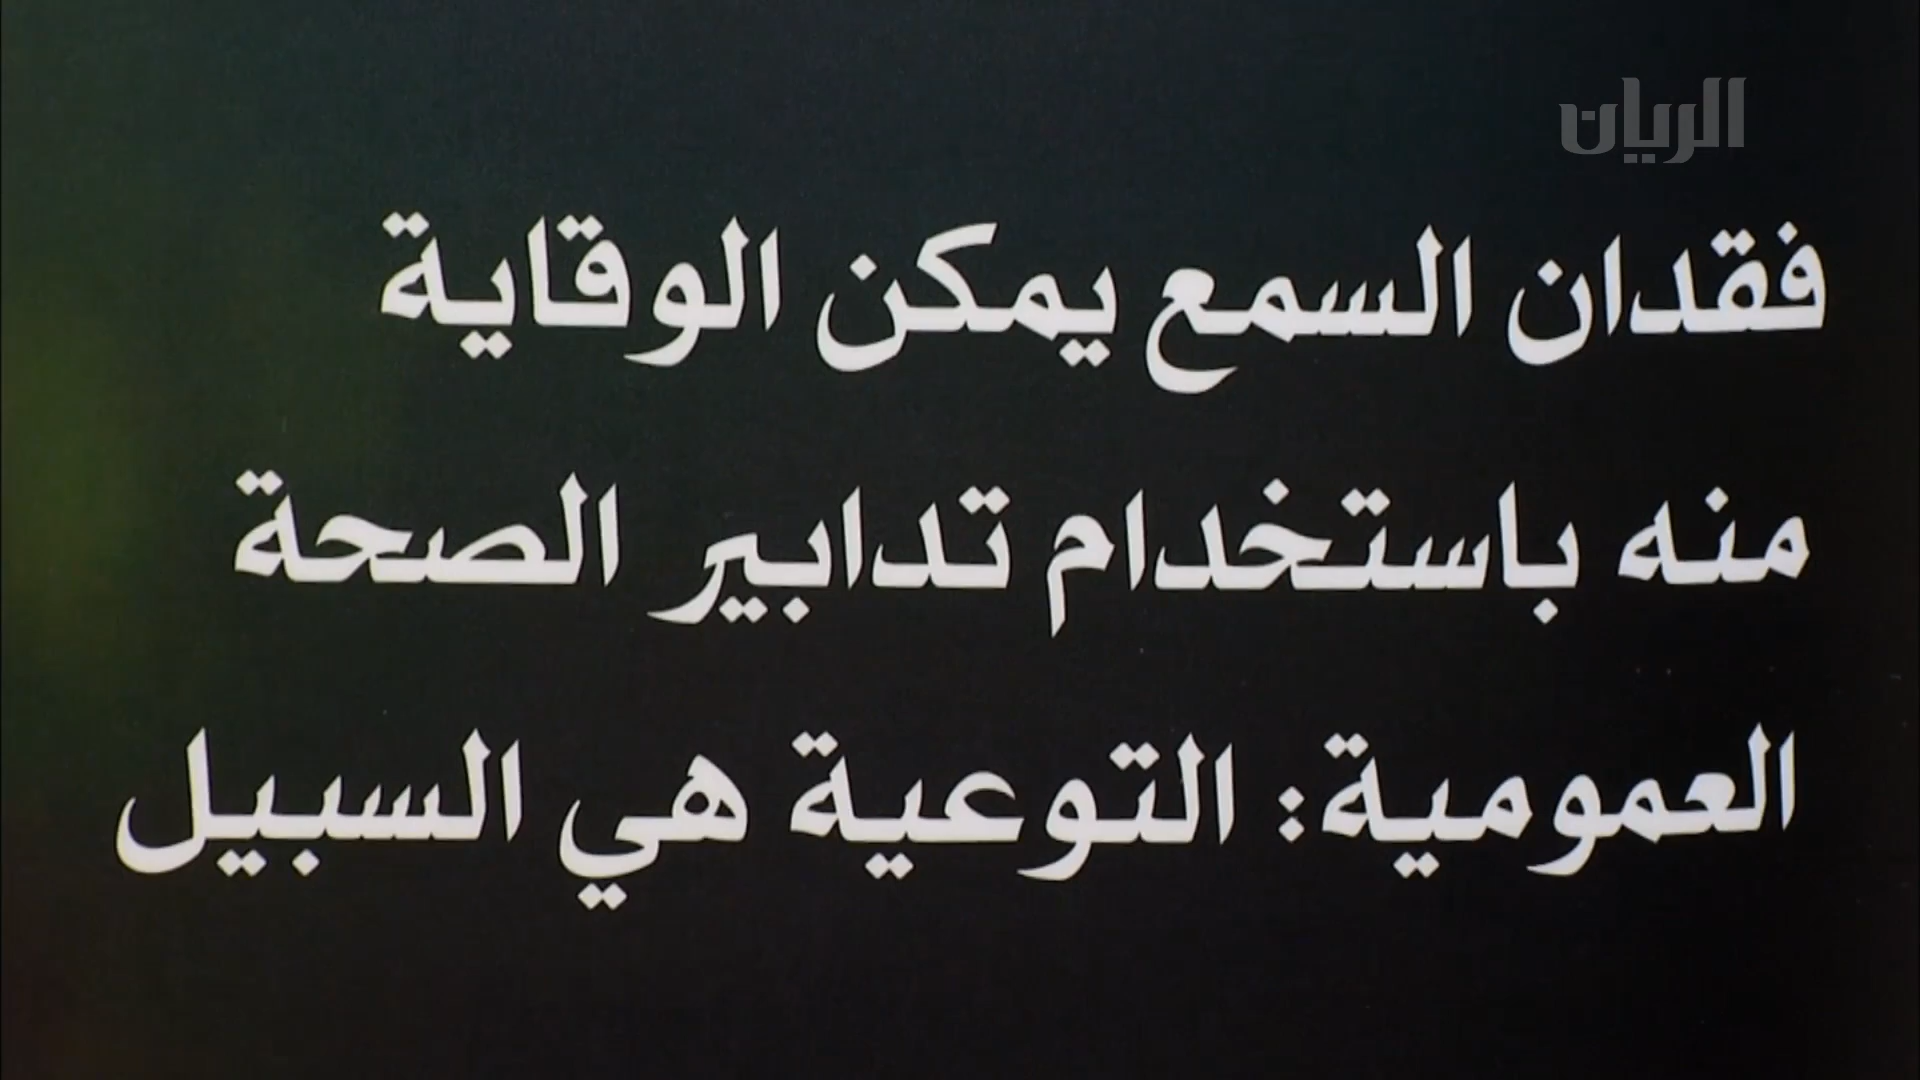 الريان
فقدان السمع يمكن الوقاية
منه باستخدام تدابير الصحة
العمومية: التوعية هي السبيل